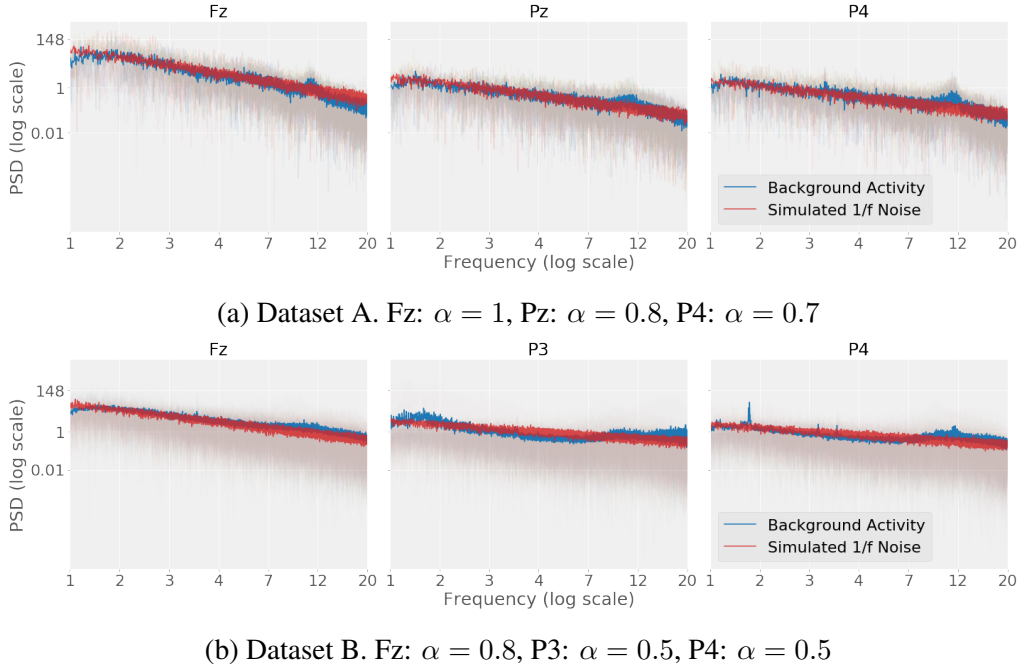 Fz Pz P4
148
1
0.01
PSD (log scale)
Background Activity
Simulated 1/f Noise
1 2 3 4 7 12 20 1 2 3 4 7 12 20 1 2 3 4 7 12 20
Frequency (log scale)
(a) Dataset A. Fz: α = 1, Pz: α = 0.8, P4: α = 0.7
Fz P3 P4
148
1
0.01
PSD (log scale)
Background Activity
Simulated 1/f Noise
1 2 3 4 7 12 20 1 2 3 4 7 12 20 1 2 3 4 7 12 20
Frequency (log scale)
(b) Dataset B. Fz: α = 0.8, P3: α = 0.5, P4: α = 0.5